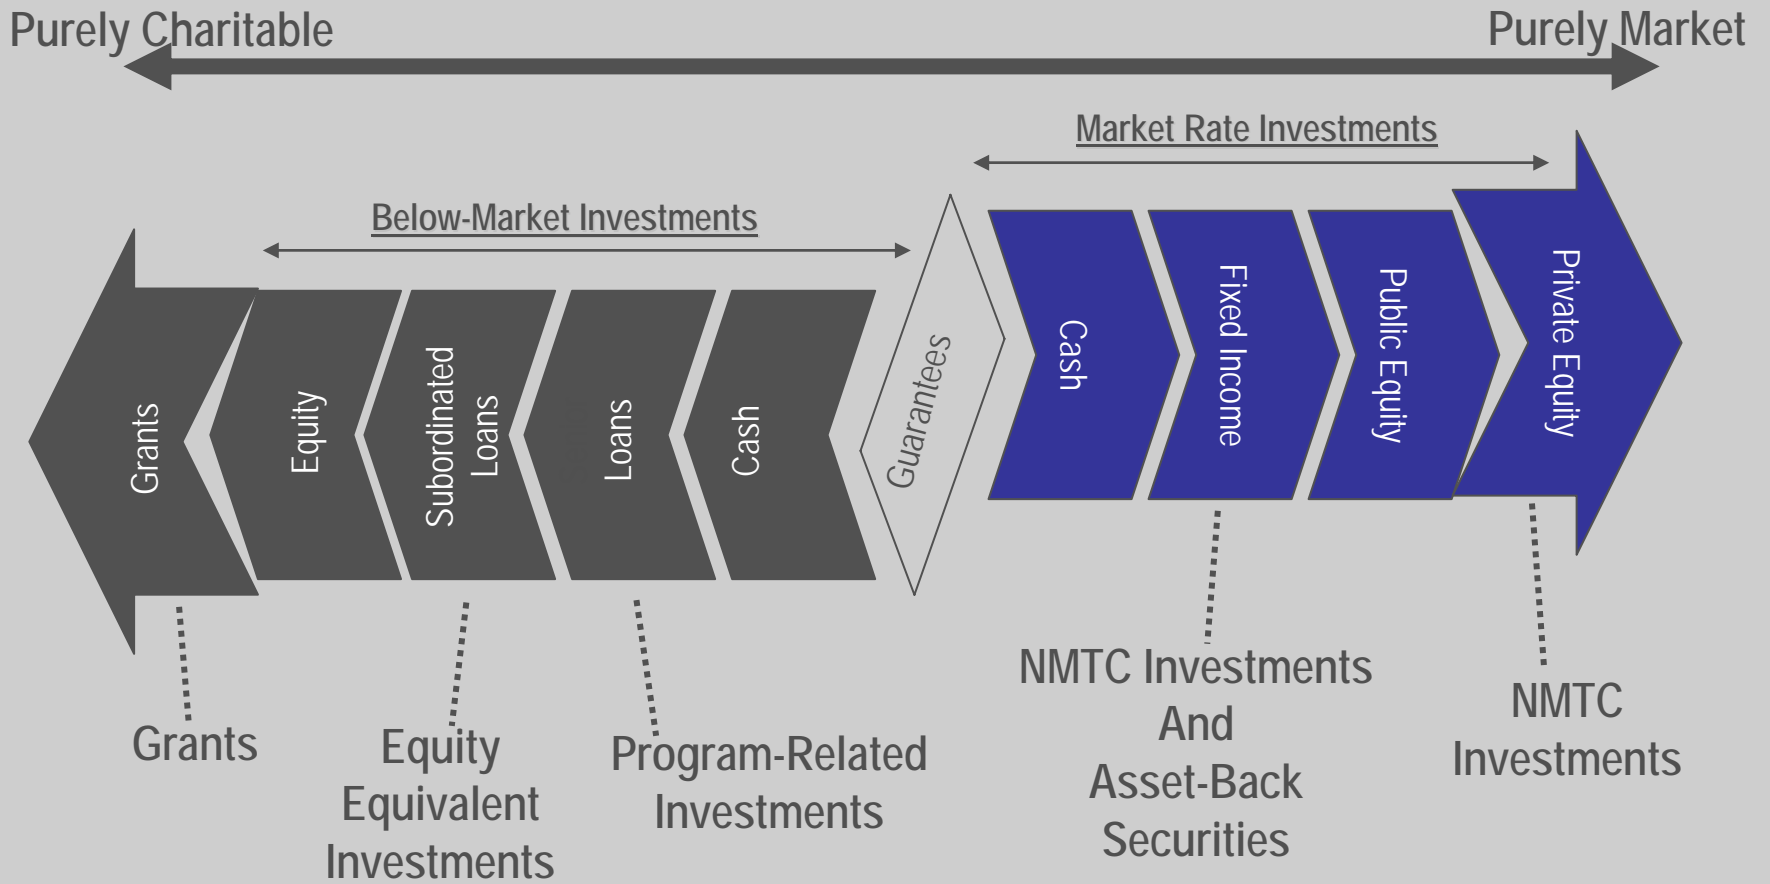 Purely Charitable
Purely Market
Market Rate Investments
Below-Market Investments
Grants
Equity
Subordinated
Loans
Loans
Cash
Guarantees
Cash
Fixed Income
Public Equity
Private Equity
Grants
Equity
Equivalent
Investments
Program-Related
Investments
NMTC Investments
And
Asset-Back
Securities
NMTC
Investments